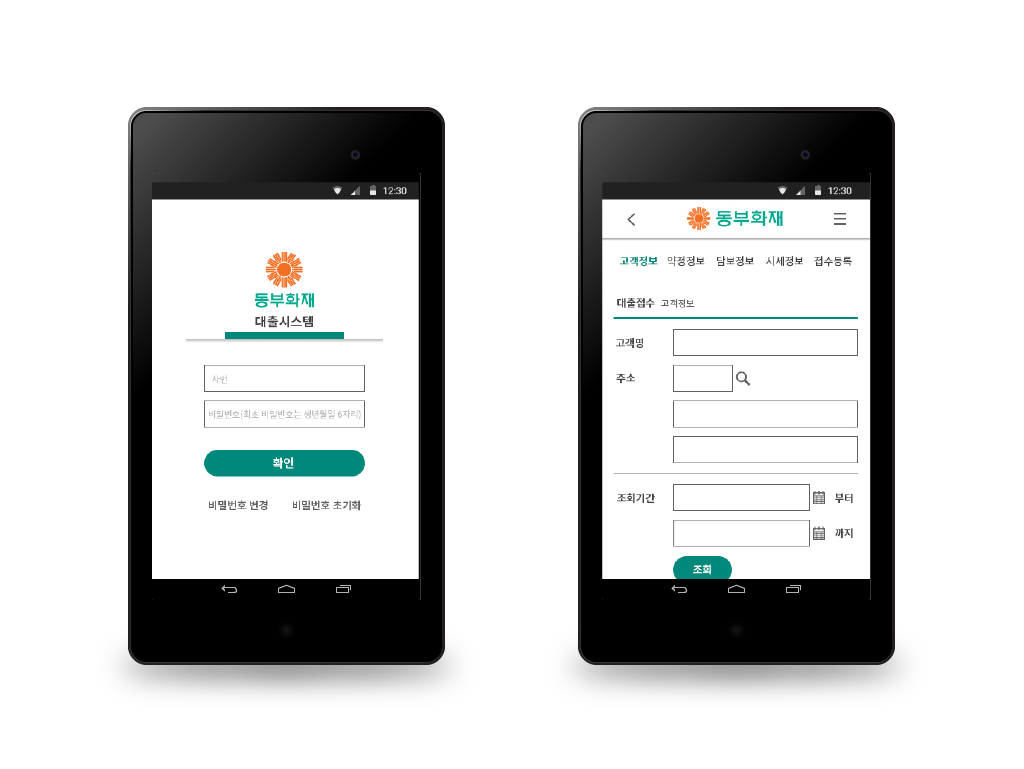 12:30
동부화재
대출시스템
사번
비밀번호(최초 비밀번호는 생년월일 6자리)
확인
비밀번호 변경 비밀번호 초기화
12:30
동부화재
고객정보 약정정보 담보정보 시세정보 접수등록
대출접수 고객정보
고객명
주소
조회기간 부터
까지
조회